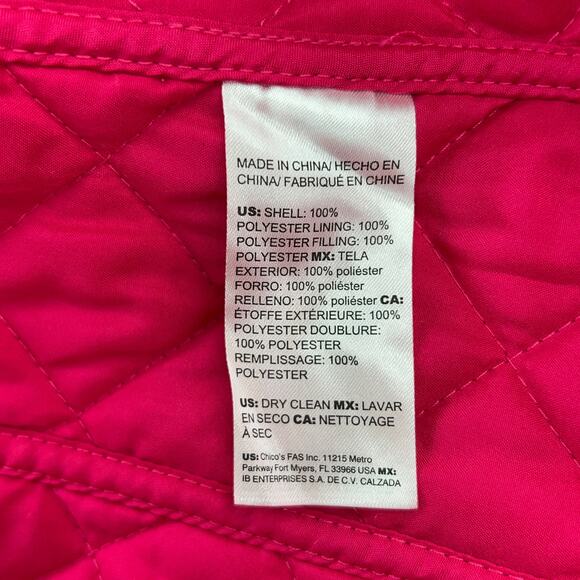 MADE IN CHINA/ HECHO EN
CHINA/ FABRIQUÉ EN CHINE
US: SHELL: 100%
POLYESTER LINING: 100%
POLYESTER FILLING: 100%
POLYESTER MX: TELA
EXTERIOR: 100% poliéster
FORRO: 100% poliéster
RELLENO: 100% poliéster CA:
ÉTOFFE EXTÉRIEURE: 100%
POLYESTER DOUBLURE:
100% POLYESTER
REMPLISSAGE: 100%
POLYESTER
US: DRY CLEAN MX: LAVAR
EN SECO CA: NETTOYAGE
À SEC
US: Chico's FAS Inc. 11215 Metro
Parkway Fort Myers, FL 33966 USA MX:
IB ENTERPRISES S.A. DE C.V. CALZADA